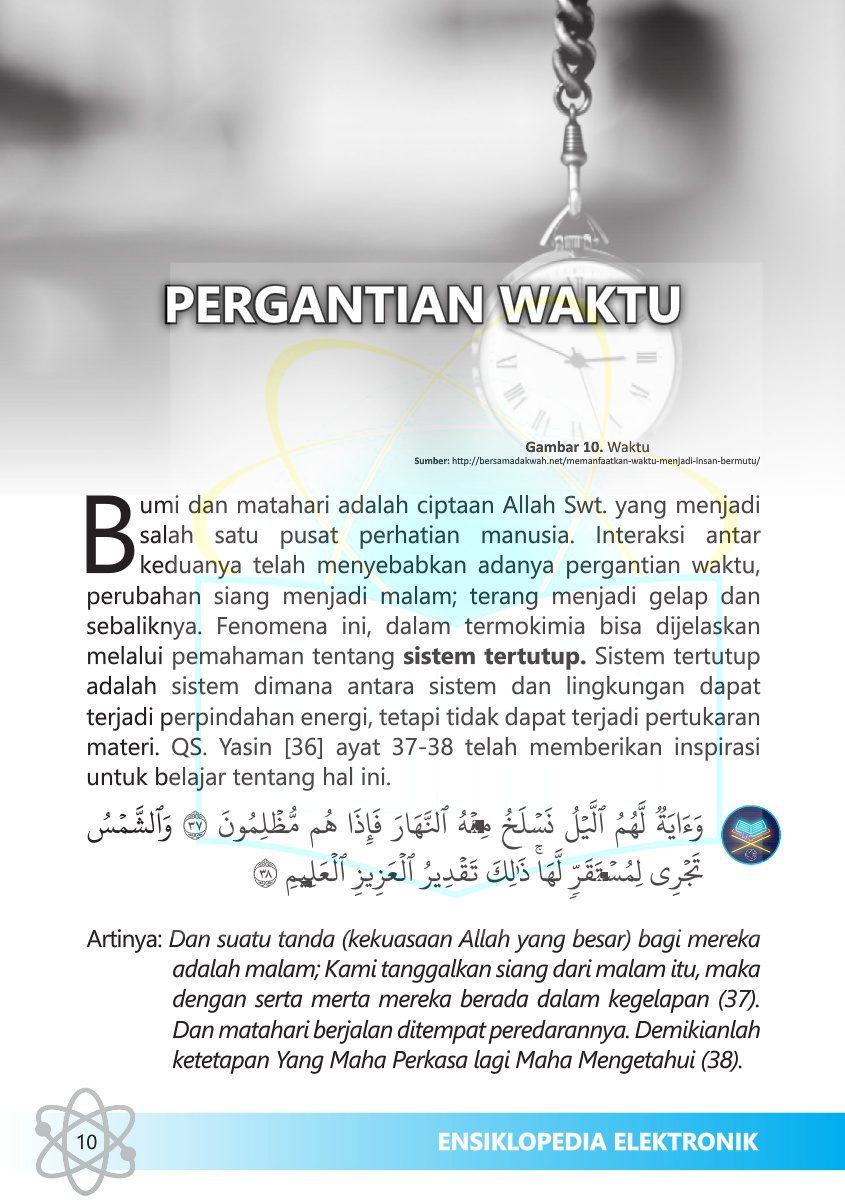 PERGANTIAN WAKTU
Gambar 10. Waktu
Sumber: http://bersamadakwah.net/memanfaatkan-waktu-menjadi-insan-bermutu/
Bumi dan matahari adalah ciptaan Allah Swt. yang menjadi
salah satu pusat perhatian manusia. Interaksi antar
keduanya telah menyebabkan adanya pergantian waktu,
perubahan siang menjadi malam; terang menjadi gelap dan
sebaliknya. Fenomena ini, dalam termokimia bisa dijelaskan
melalui pemahaman tentang sistem tertutup. Sistem tertutup
adalah sistem dimana antara sistem dan lingkungan dapat
terjadi perpindahan energi, tetapi tidak dapat terjadi pertukaran
materi. QS. Yasin [36] ayat 37-38 telah memberikan inspirasi
untuk belajar tentang hal ini.
وَءَايَةٌ لَّهُمُ ٱلَّيْلُ نَسْلَخُ مِنْهُ ٱلنَّهَارَ فَإِذَا هُم مُّظْلِمُونَ ٣٧ وَٱلشَّمْسُ
تَجْرِى لِمُسْتَقَرٍّ لَّهَا ۚ ذَٰلِكَ تَقْدِيرُ ٱلْعَزِيزِ ٱلْعَلِيمِ ٣٨
Artinya: Dan suatu tanda (kekuasaan Allah yang besar) bagi mereka
adalah malam; Kami tanggalkan siang dari malam itu, maka
dengan serta merta mereka berada dalam kegelapan (37).
Dan matahari berjalan ditempat peredarannya. Demikianlah
ketetapan Yang Maha Perkasa lagi Maha Mengetahui (38).
10
ENSIKLOPEDIA ELEKTRONIK